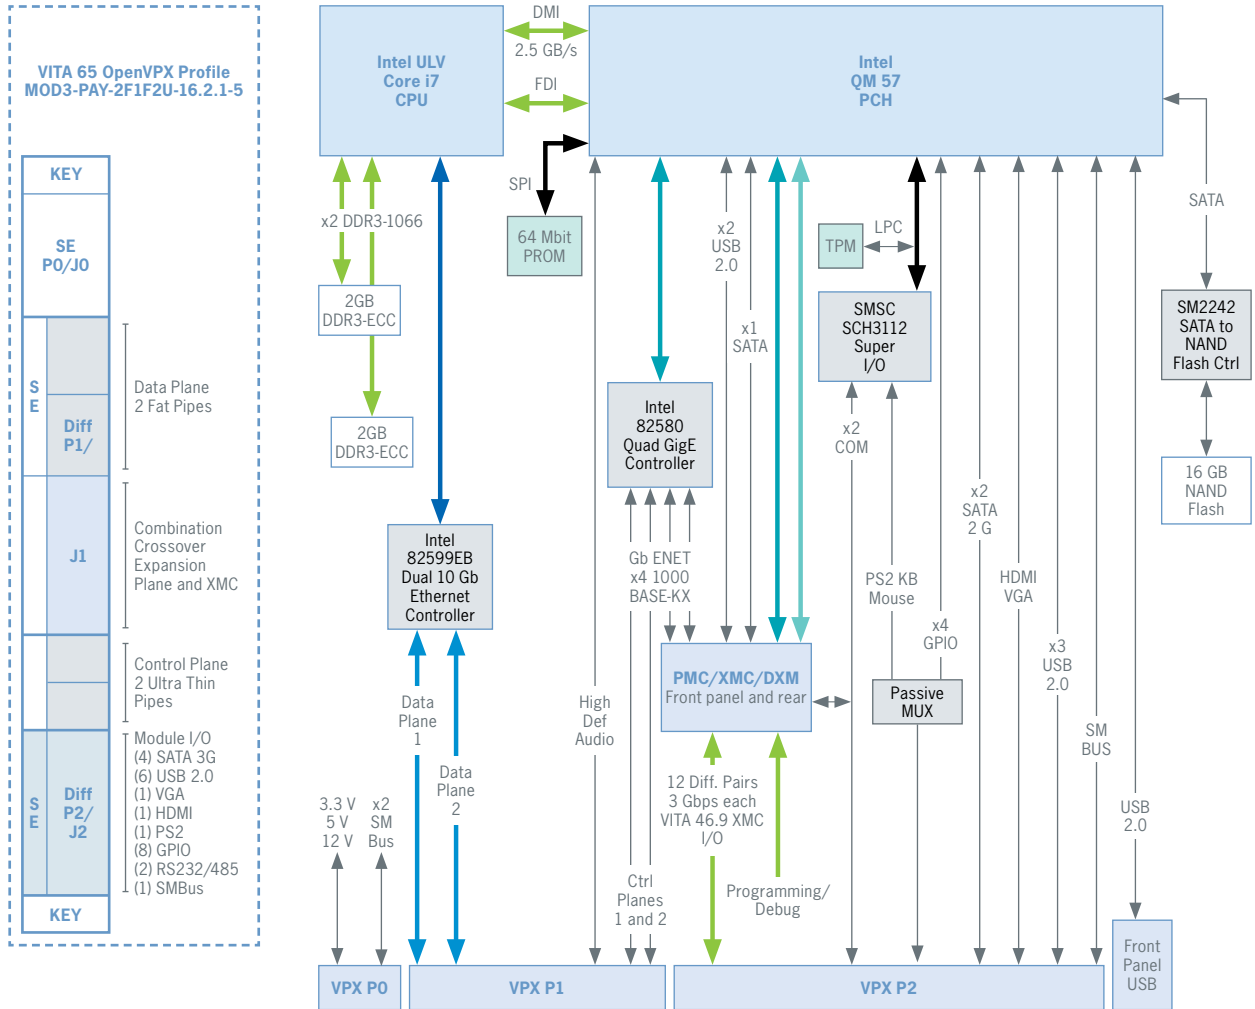 VITA 65 OpenVPX Profile
MOD3-PAY-2F1F2U-16.2.1-5
KEY
SE
P0/J0
S
E
Diff
P1/
Data Plane
2 Fat Pipes
J1
Combination
Crossover
Expansion
Plane and XMC
Control Plane
2 Ultra Thin
Pipes
S
E
Diff
P2/
J2
Module I/O
(4) SATA 3G
(6) USB 2.0
(1) VGA
(1) HDMI
(1) PS2
(8) GPIO
(2) RS232/485
(1) SMBus
KEY
Intel ULV
Core i7
CPU
DMI
2.5 GB/s
FDI
Intel
QM 57
PCH
SPI
64 Mbit
PROM
x2 DDR3-1066
2GB
DDR3-ECC
2GB
DDR3-ECC
x2
USB
2.0
x1
SATA
TPM
LPC
SMSC
SCH3112
Super
I/O
SATA
SM2242
SATA to
NAND
Flash Ctrl
16 GB
NAND
Flash
Intel
82580
Quad GigE
Controller
x2
COM
x2
SATA
2 G
Intel
82599EB
Dual 10 Gb
Ethernet
Controller
Gb ENET
x4 1000
BASE-KX
PS2 KB
Mouse
HDMI
VGA
x4
GPIO
x3
USB
2.0
PMC/XMC/DXM
Front panel and rear
Passive
MUX
Data
Plane
1
High
Def
Audio
SM
BUS
Data
Plane
2
12 Diff. Pairs
3 Gbps each
VITA 46.9 XMC
I/O
3.3 V
5 V
12 V
x2
SM
Bus
USB
2.0
Ctrl
Planes
1 and 2
Programming/
Debug
Front
Panel
USB
VPX P0
VPX P1
VPX P2